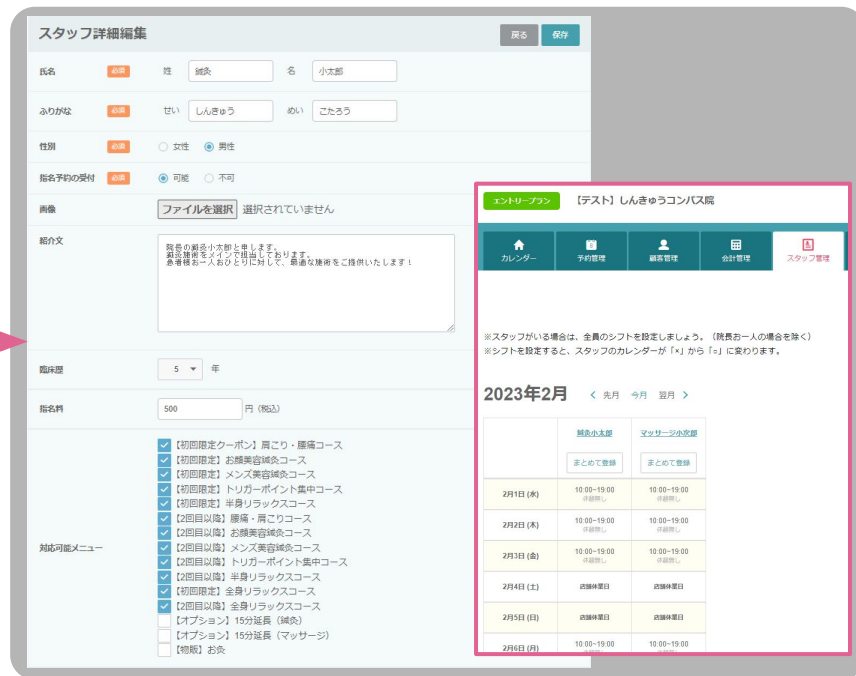 スタッフ詳細編集
戻る 保存
氏名 必須 姓 鍼灸 名 小太郎
ふりがな 必須 せい しんきゅう めい こたろう
性別 必須 女性 男性
指名予約の受付 必須 可能 不可
画像 ファイルを選択 選択されていません
紹介文
院長の鍼灸小太郎と申します。
鍼灸施術をメインで担当しております。
患者様お一人おひとりに対して、最適な施術をご提供いたします！
臨床歴 5 年
指名料 500 円（税込）
対応可能メニュー
【初回限定クーポン】肩こり・腰痛コース
【初回限定】お顔美容鍼灸コース
【初回限定】メンズ美容鍼灸コース
【初回限定】トリガーポイント集中コース
【初回限定】半身リラックスコース
【2回目以降】腰痛・肩こりコース
【2回目以降】お顔美容鍼灸コース
【2回目以降】メンズ美容鍼灸コース
【2回目以降】トリガーポイント集中コース
【2回目以降】半身リラックスコース
【初回限定】全身リラックスコース
【2回目以降】全身リラックスコース
【オプション】15分延長（鍼灸）
【オプション】15分延長（マッサージ）
【物販】お灸
エントリープラン 【テスト】しんきゅうコンパス院
カレンダー 予約管理 顧客管理 会計管理 スタッフ管理
※スタッフがいる場合は、全員のシフトを設定しましょう。（院長お一人の場合を除く）
※シフトを設定すると、スタッフのカレンダーが「×」から「○」に変わります。
2023年2月 < 先月 今月 翌月 >
鍼灸小太郎 マッサージ小次郎
まとめて登録 まとめて登録
2月1日 (水) 10:00~19:00 10:00~19:00
休憩無し 休憩無し
2月2日 (木) 10:00~19:00 10:00~19:00
休憩無し 休憩無し
2月3日 (金) 10:00~19:00 10:00~19:00
休憩無し 休憩無し
2月4日 (土) 店舗休業日 店舗休業日
2月5日 (日) 店舗休業日 店舗休業日
2月6日 (月) 10:00~19:00 10:00~19:00